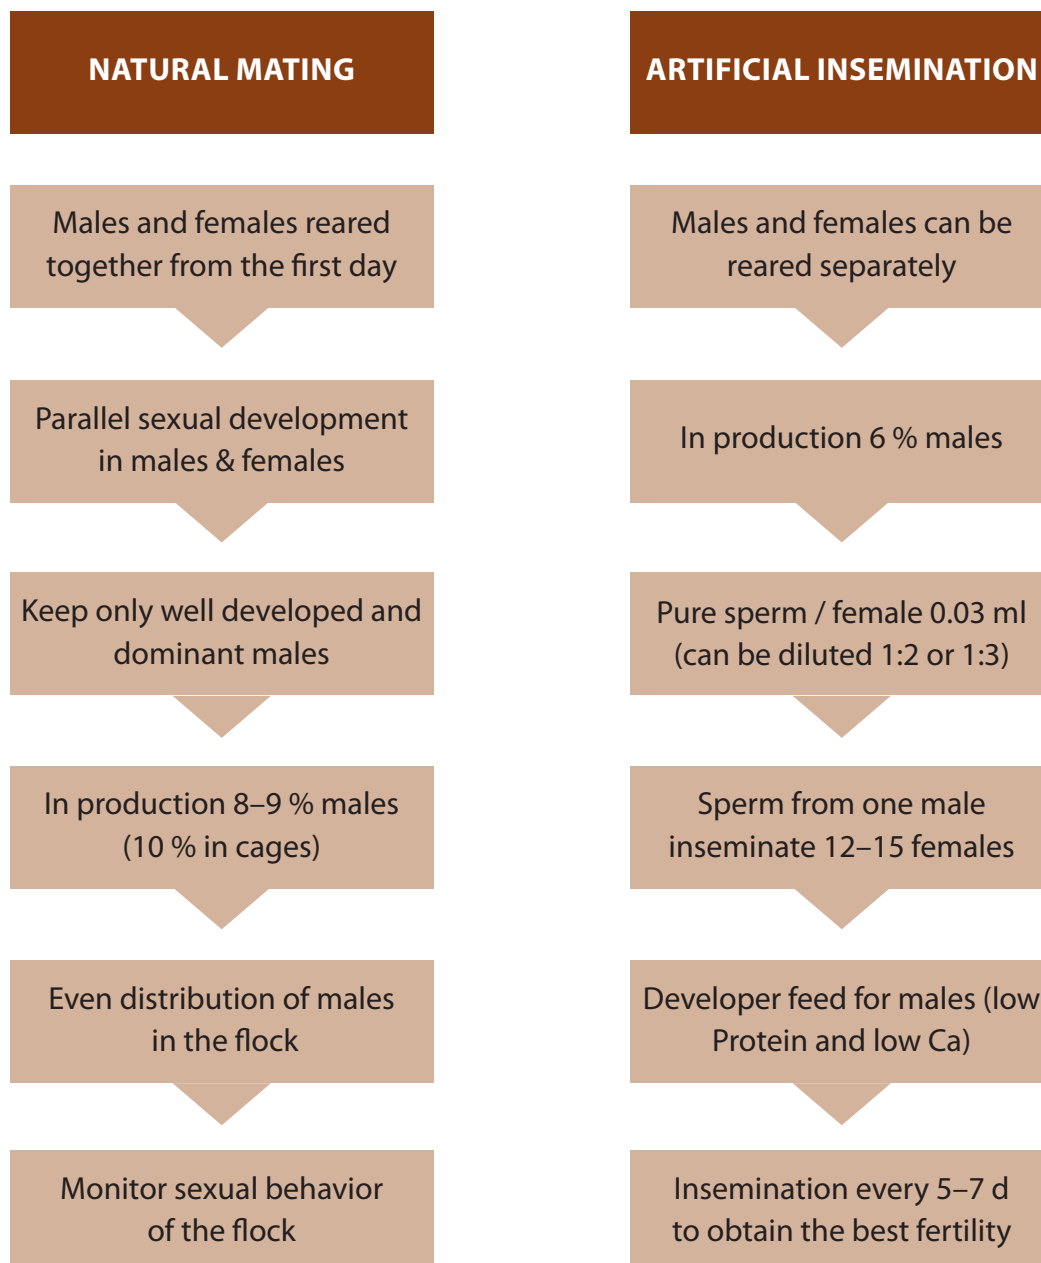 NATURAL MATING
Males and females reared
together from the first day
Parallel sexual development
in males & females
Keep only well developed and
dominant males
In production 8–9 % males
(10 % in cages)
Even distribution of males
in the flock
Monitor sexual behavior
of the flock
ARTIFICIAL INSEMINATION
Males and females can be
reared separately
In production 6 % males
Pure sperm / female 0.03 ml
(can be diluted 1:2 or 1:3)
Sperm from one male
inseminate 12–15 females
Developer feed for males (low
Protein and low Ca)
Insemination every 5–7 d
to obtain the best fertility